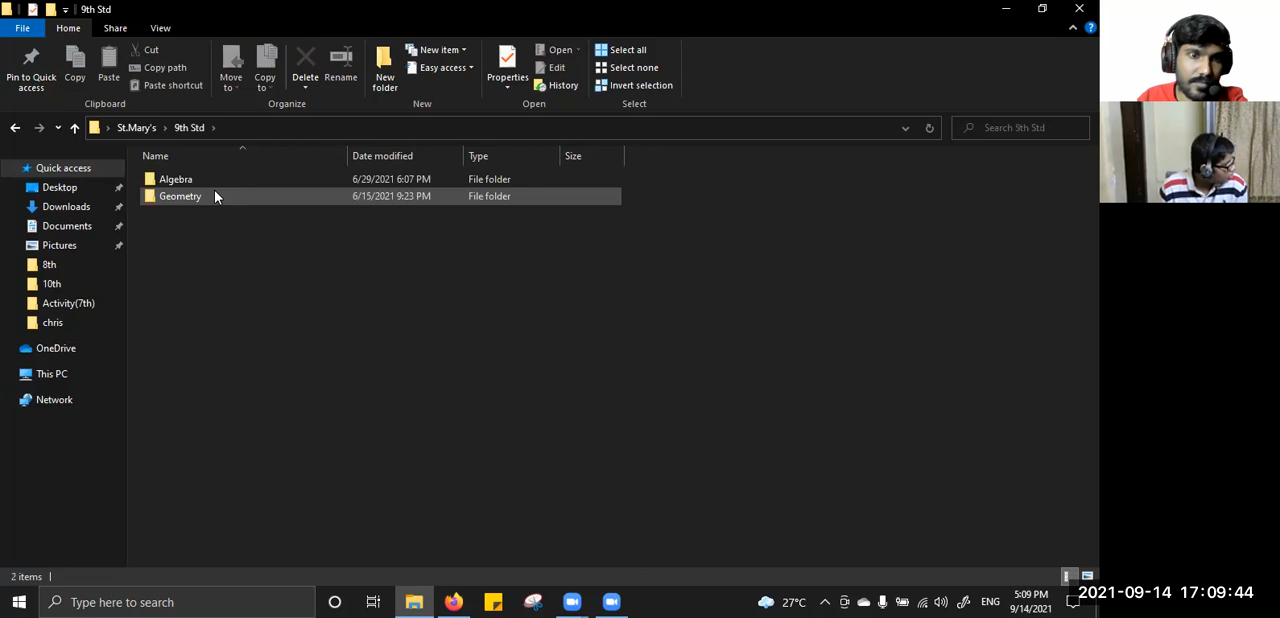 9th Std
File Home Share View
Pin to Quick access
Copy
Paste
Cut
Copy path
Paste shortcut
Clipboard
Move to
Copy to
Delete
Rename
Organize
New folder
New item
Easy access
New
Properties
Open
Edit
History
Open
Select all
Select none
Invert selection
Select
St.Mary's > 9th Std >
Search 9th Std
Name Date modified Type Size
Algebra 6/29/2021 6:07 PM File folder
Geometry 6/15/2021 9:23 PM File folder
Quick access
Desktop
Downloads
Documents
Pictures
8th
10th
Activity(7th)
chris
OneDrive
This PC
Network
2 items
Type here to search
27°C
ENG
5:09 PM
9/14/2021
2021-09-14 17:09:44